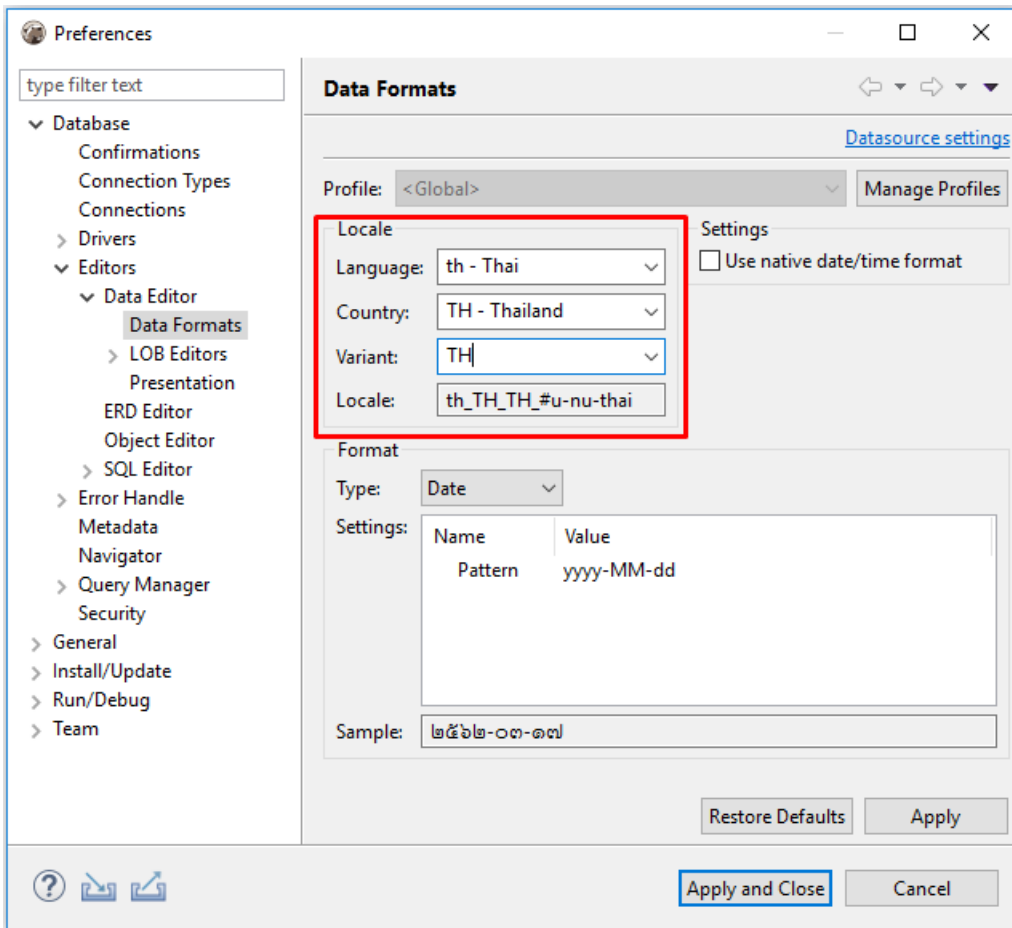 Preferences
type filter text
Database
Confirmations
Connection Types
Connections
Drivers
Editors
Data Editor
Data Formats
LOB Editors
Presentation
ERD Editor
Object Editor
SQL Editor
Error Handle
Metadata
Navigator
Query Manager
Security
General
Install/Update
Run/Debug
Team
Data Formats
Datasource settings
Profile: <Global> Manage Profiles
Locale
Language: th - Thai
Country: TH - Thailand
Variant: TH
Locale: th_TH_TH_#u-nu-thai
Settings
Use native date/time format
Format
Type: Date
Settings:
Name Value
Pattern yyyy-MM-dd
Sample: ๒๕๖๒-๐๓-๑๗
Restore Defaults Apply
Apply and Close Cancel